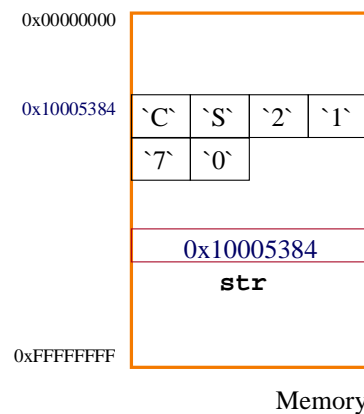 0x00000000
0x10005384 `C` `S` `2` `1`
`7` `0`
0x10005384
str
0xFFFFFFFF
Memory